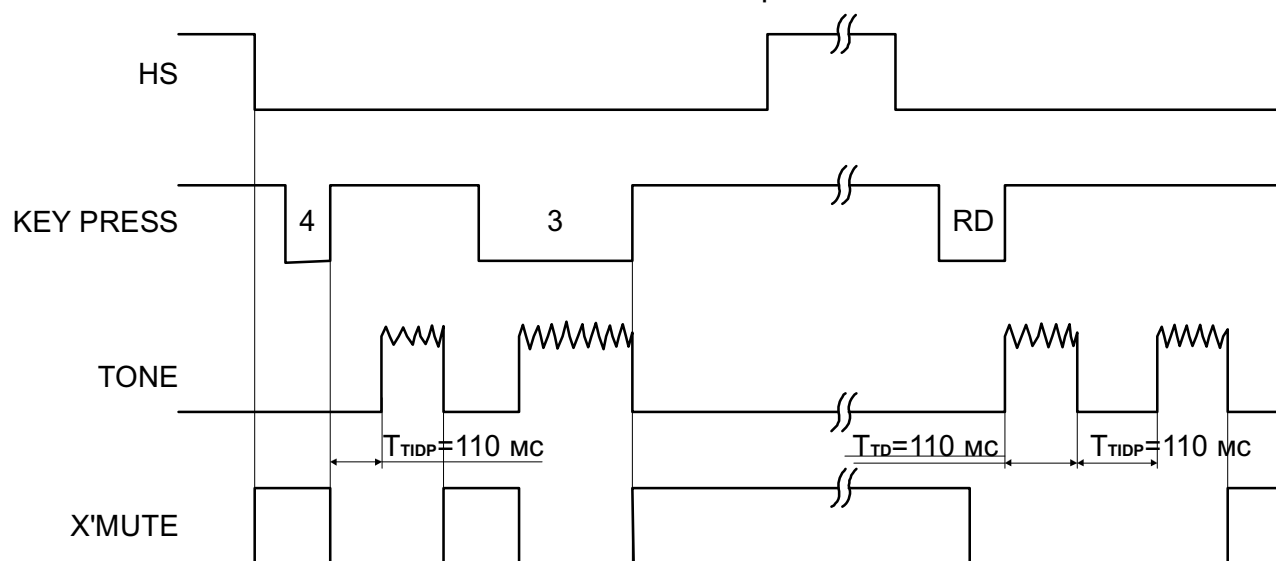 HS
KEY PRESS 4 3 RD
TONE
TTIDP=110 мс TTD=110 мс TTIDP=110 мс
X'MUTE